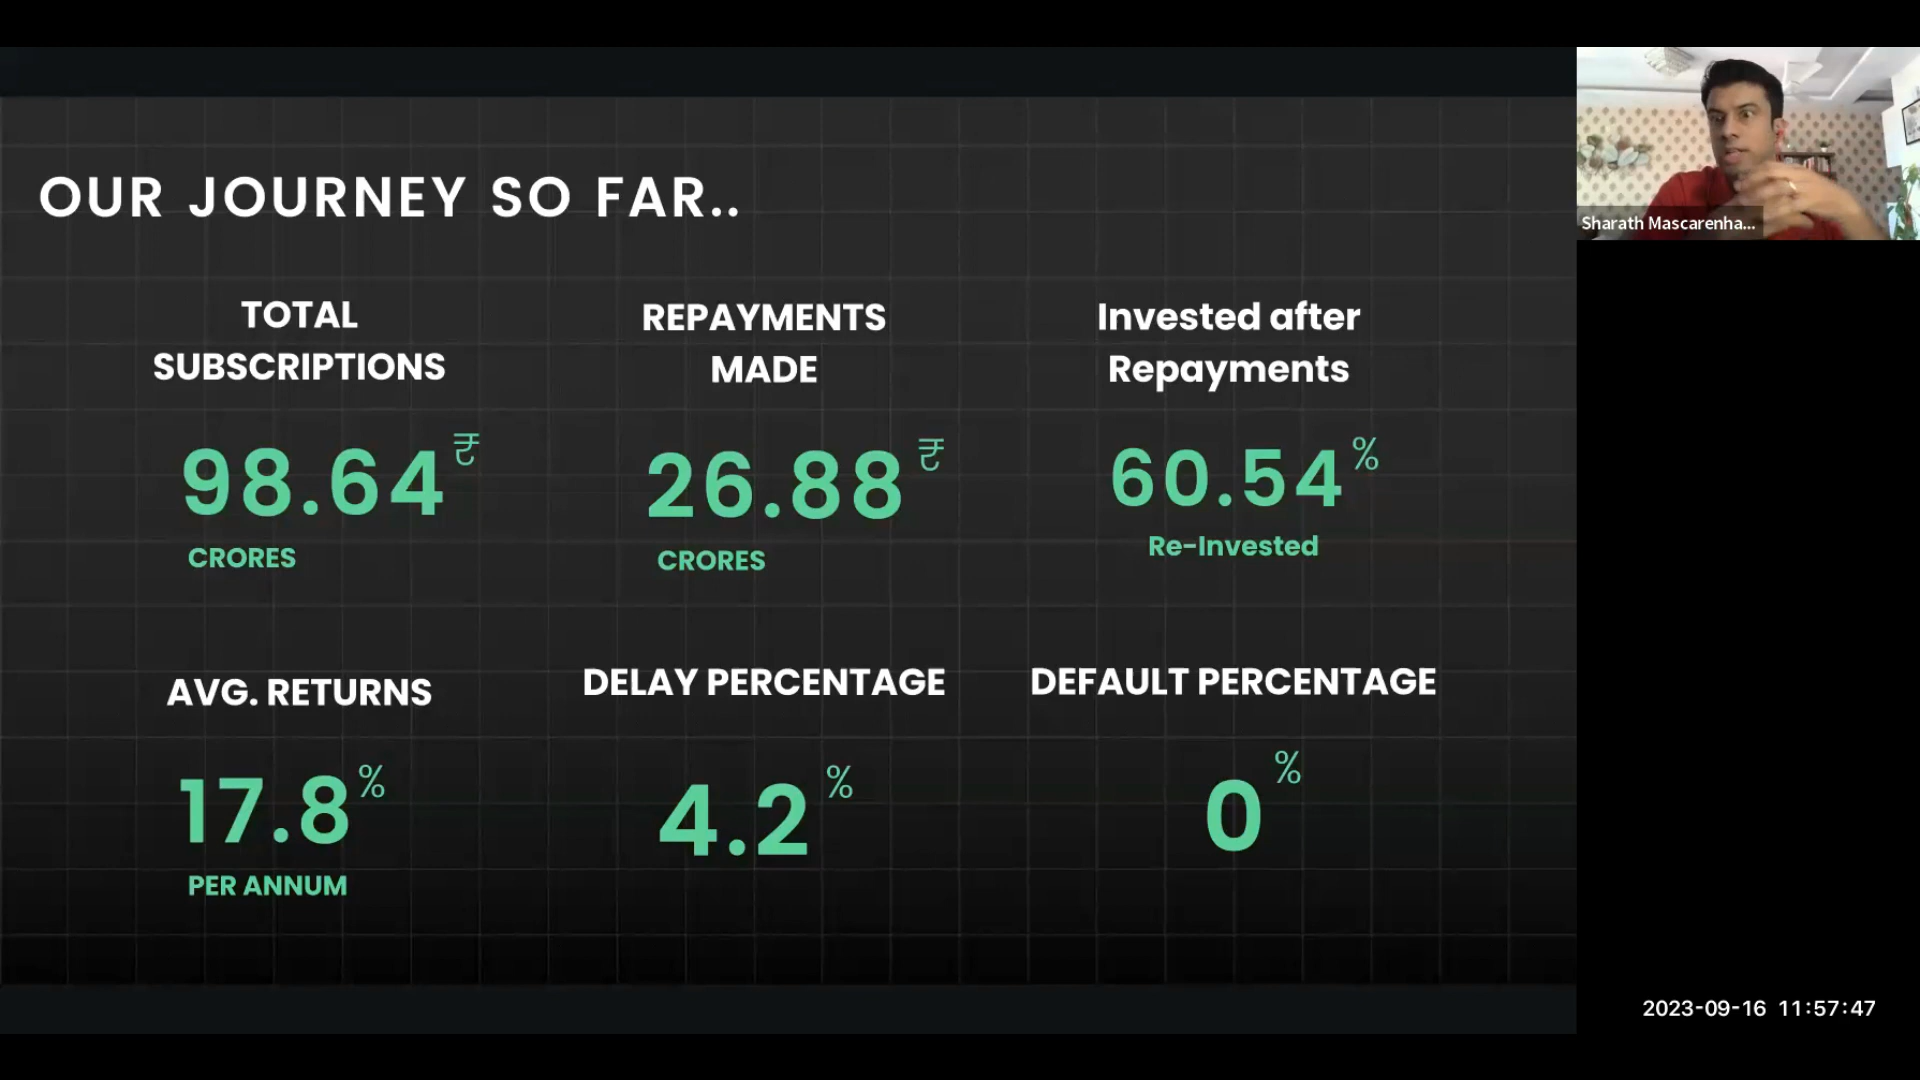 OUR JOURNEY SO FAR..
TOTAL
SUBSCRIPTIONS
98.64 ₹
CRORES
REPAYMENTS
MADE
26.88 ₹
CRORES
Invested after
Repayments
60.54 %
Re-Invested
AVG. RETURNS
17.8 %
PER ANNUM
DELAY PERCENTAGE
4.2 %
DEFAULT PERCENTAGE
0 %
Sharath Mascarenha...
2023-09-16 11:57:47